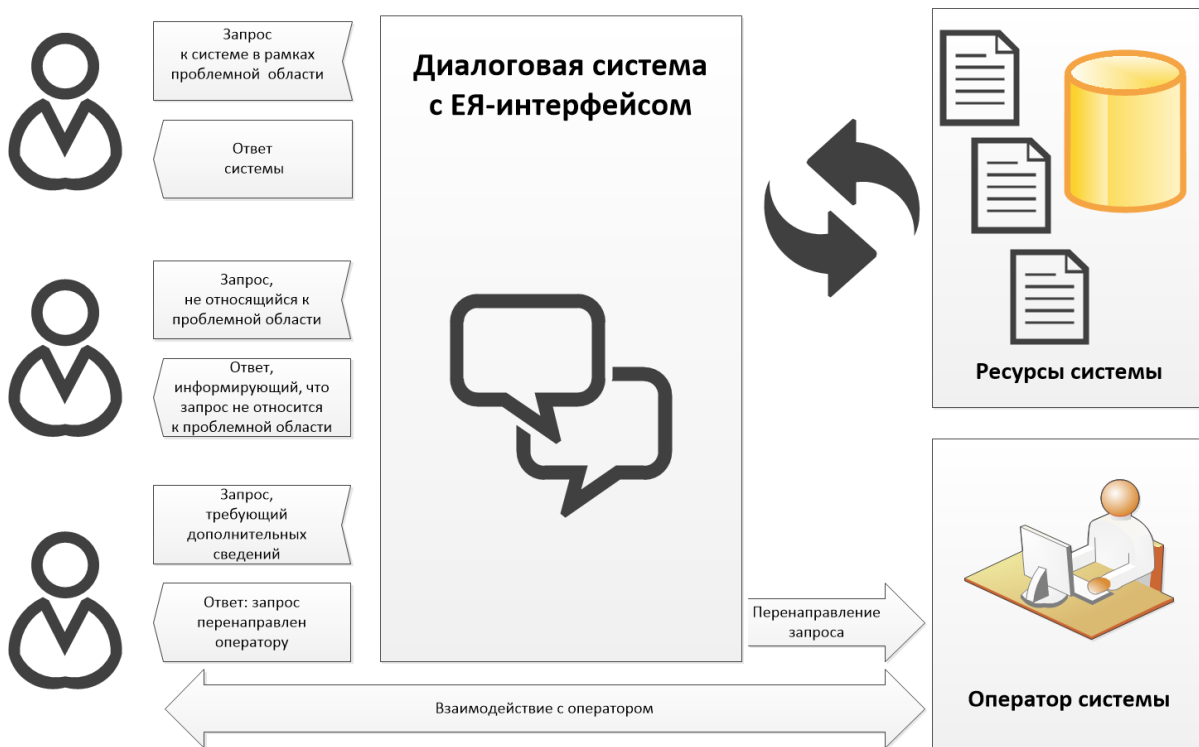 Запрос
к системе в рамках
проблемной области
Ответ
системы
Диалоговая система
с ЕЯ-интерфейсом
Ресурсы системы
Запрос,
не относящийся к
проблемной области
Ответ,
информирующий, что
запрос не относится
к проблемной области
Запрос,
требующий
дополнительных
сведений
Ответ: запрос
перенаправлен
оператору
Перенаправление
запроса
Взаимодействие с оператором
Оператор системы